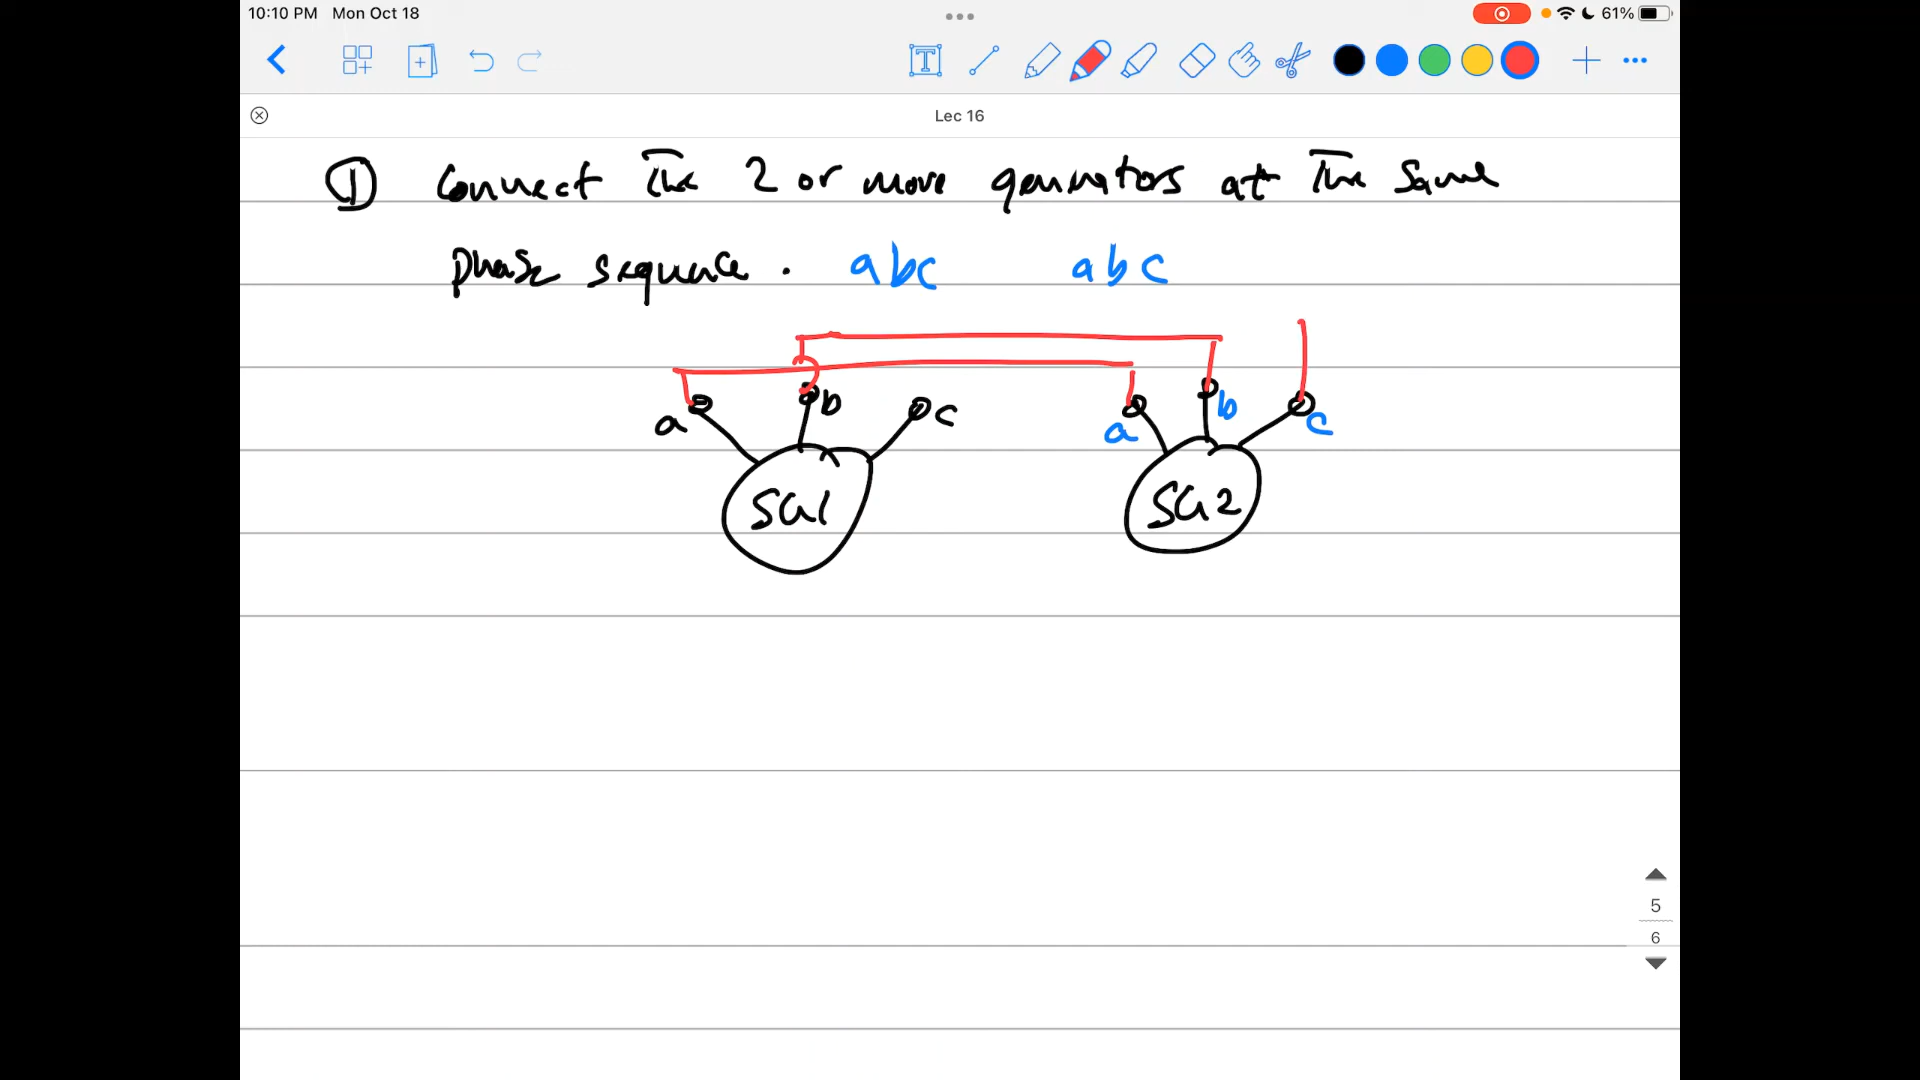 10:10 PM Mon Oct 18 61%
T
Lec 16
① Connect The 2 or more generators at The Same
phase sequence . abc abc
a b c a b c
SG1 SG2
5
6